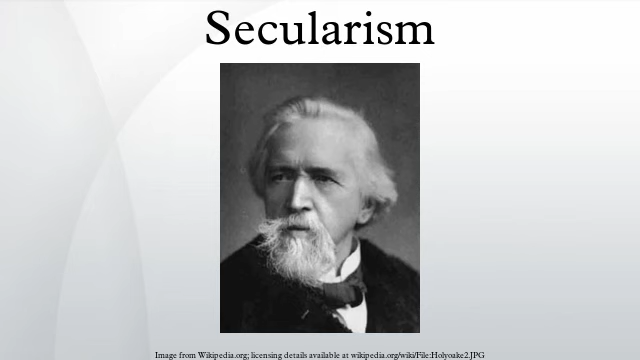 Secularism
Image from Wikipedia.org; licensing details available at wikipedia.org/wiki/File:Holyoake2.JPG